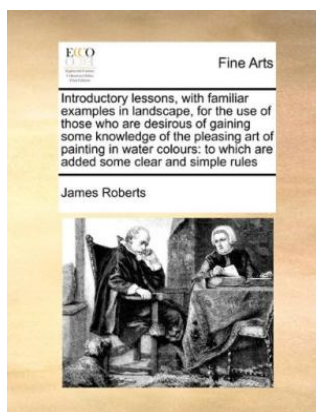 ECCO
Fine Arts
Introductory lessons, with familiar
examples in landscape, for the use of
those who are desirous of gaining
some knowledge of the pleasing art of
painting in water colours: to which are
added some clear and simple rules
James Roberts